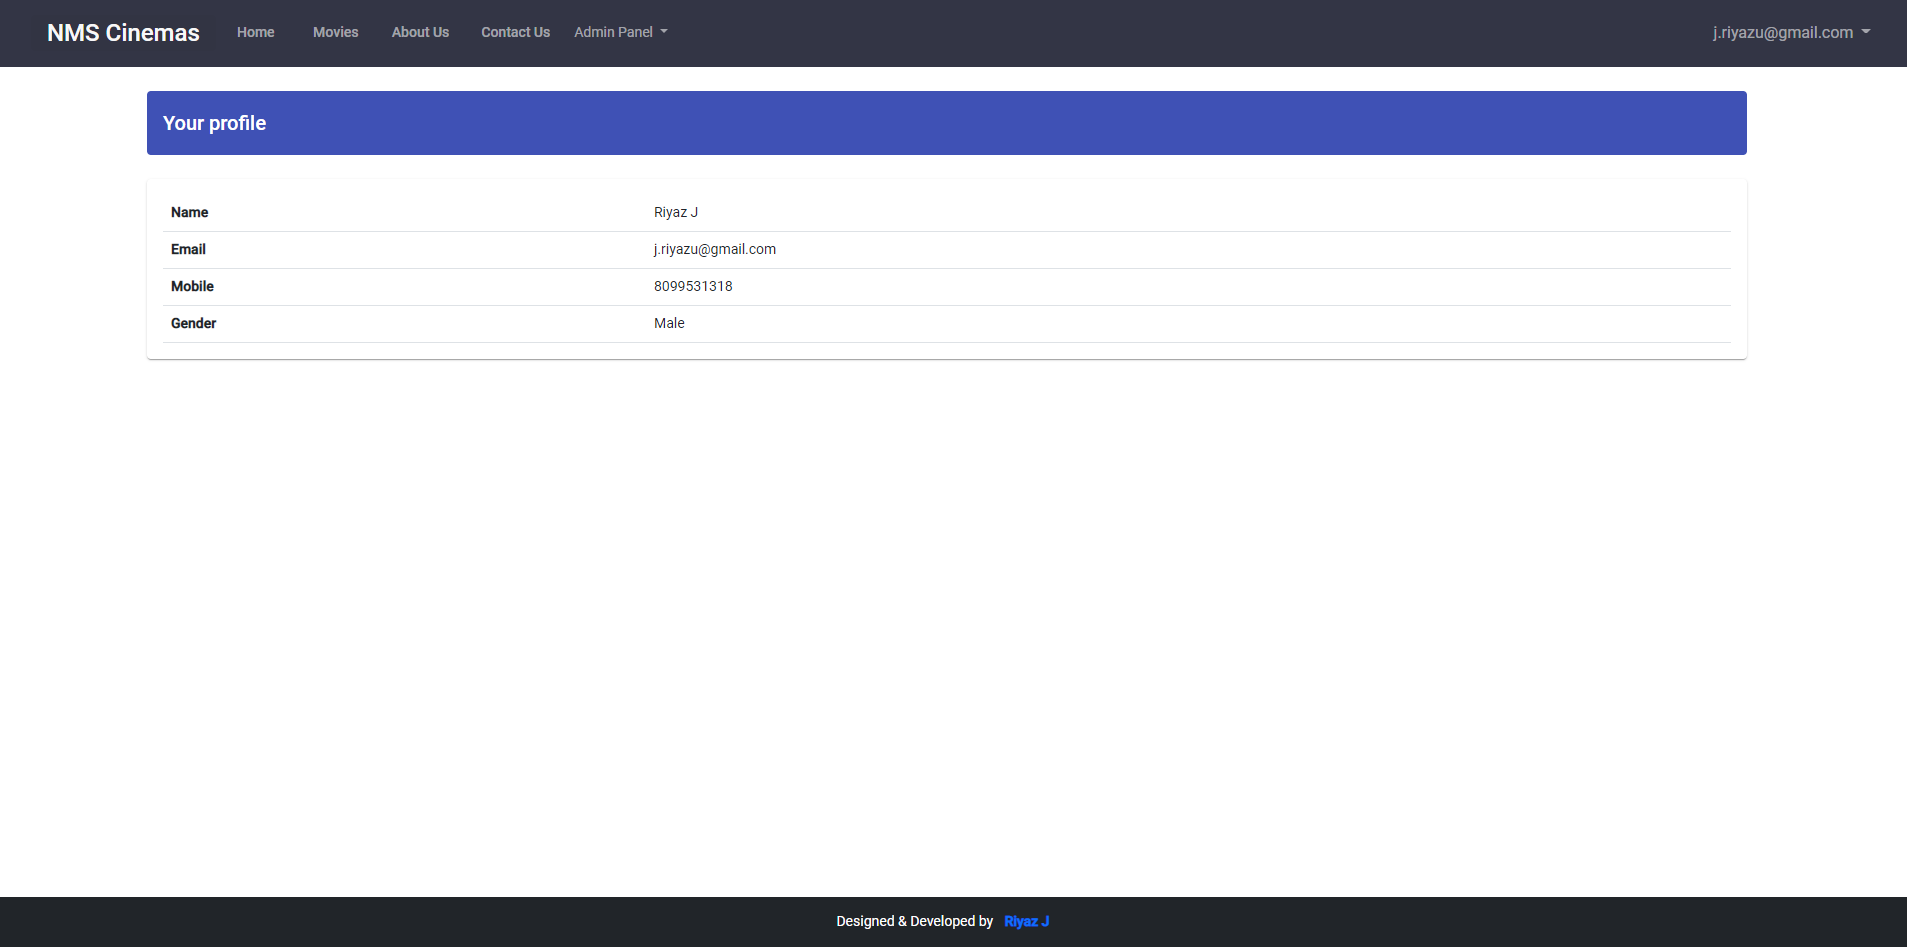 NMS Cinemas Home Movies About Us Contact Us Admin Panel j.riyazu@gmail.com
Your profile
Name Riyaz J
Email j.riyazu@gmail.com
Mobile 8099531318
Gender Male
Designed & Developed by Riyaz J